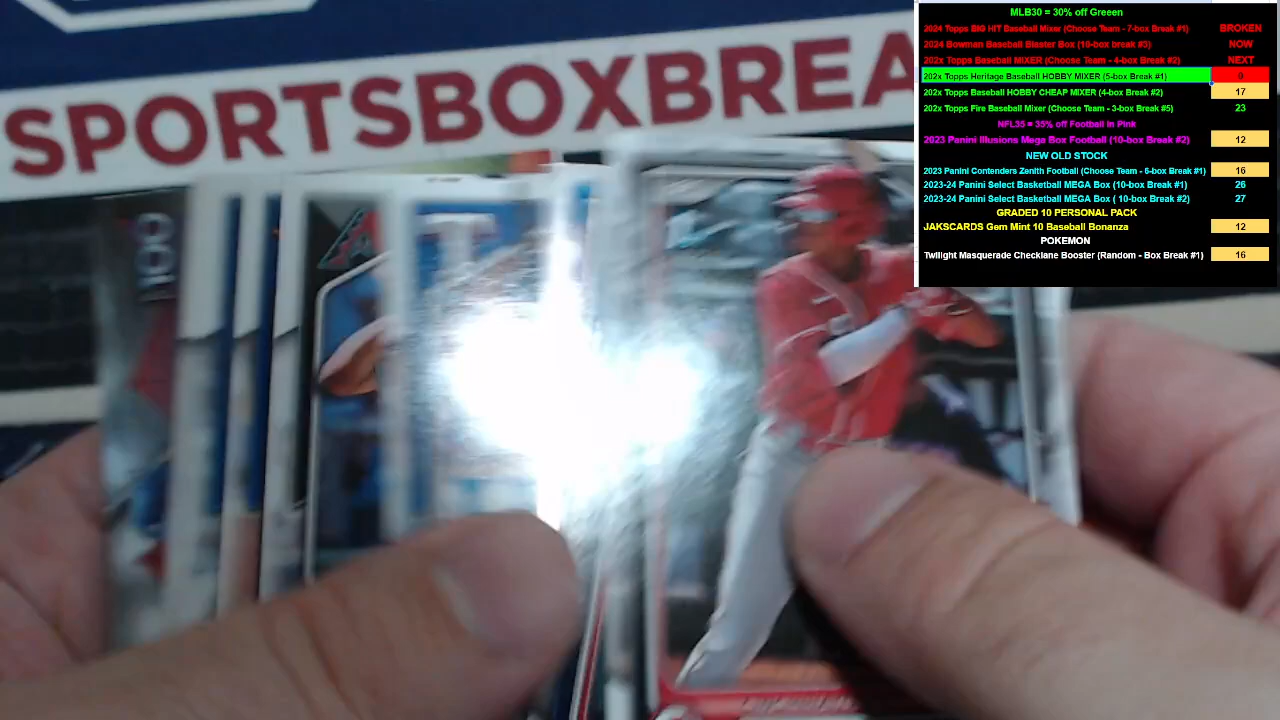 MLB30 = 30% off Greeen
2024 Topps BIG HIT Baseball Mixer (Choose Team - 7-box Break #1) BROKEN
2024 Bowman Baseball Blaster Box (10-box break #3) NOW
202x Topps Baseball MIXER (Choose Team - 4-box Break #2) NEXT
202x Topps Heritage Baseball HOBBY MIXER (5-box Break #1) 0
202x Topps Baseball HOBBY CHEAP MIXER (4-box Break #2) 17
202x Topps Fire Baseball Mixer (Choose Team - 3-box Break #5) 23
NFL35 = 35% off Football in Pink
2023 Panini Illusions Mega Box Football (10-box Break #2) 12
NEW OLD STOCK
2023 Panini Contenders Zenith Football (Choose Team - 6-box Break #1) 16
2023-24 Panini Select Basketball MEGA Box (10-box Break #1) 26
2023-24 Panini Select Basketball MEGA Box ( 10-box Break #2) 27
GRADED 10 PERSONAL PACK
JAKSCARDS Gem Mint 10 Baseball Bonanza 12
POKEMON
Twilight Masquerade Checklane Booster (Random - Box Break #1) 16
SPORTSBOXBREA